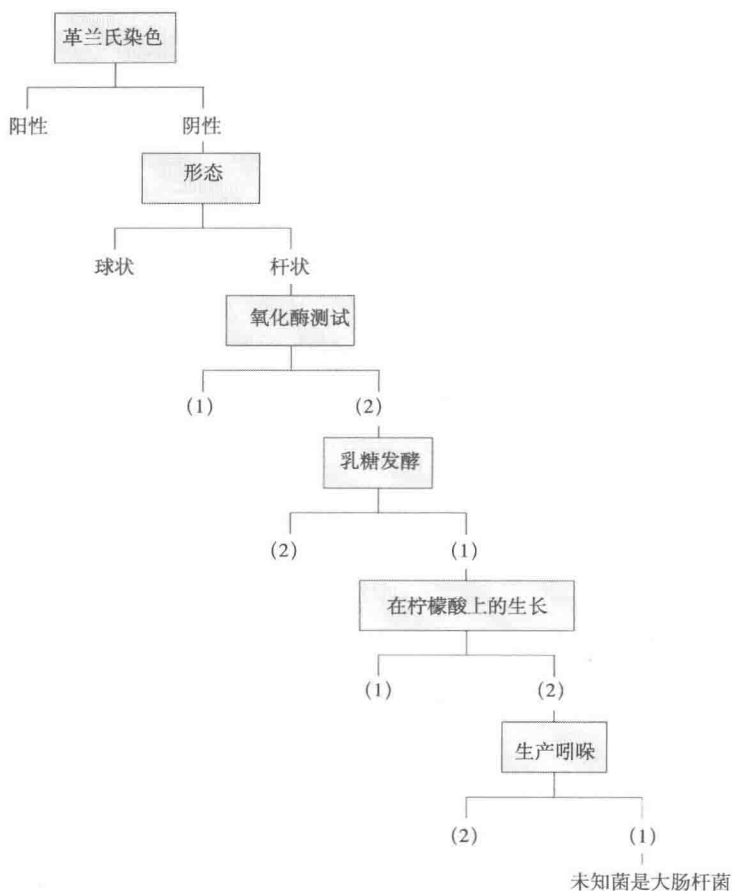 革兰氏染色
阳性
阴性
形态
球状
杆状
氧化酶测试
(1)
(2)
乳糖发酵
(2)
(1)
在柠檬酸上的生长
(1)
(2)
生产吲哚
(2)
(1)
未知菌是大肠杆菌